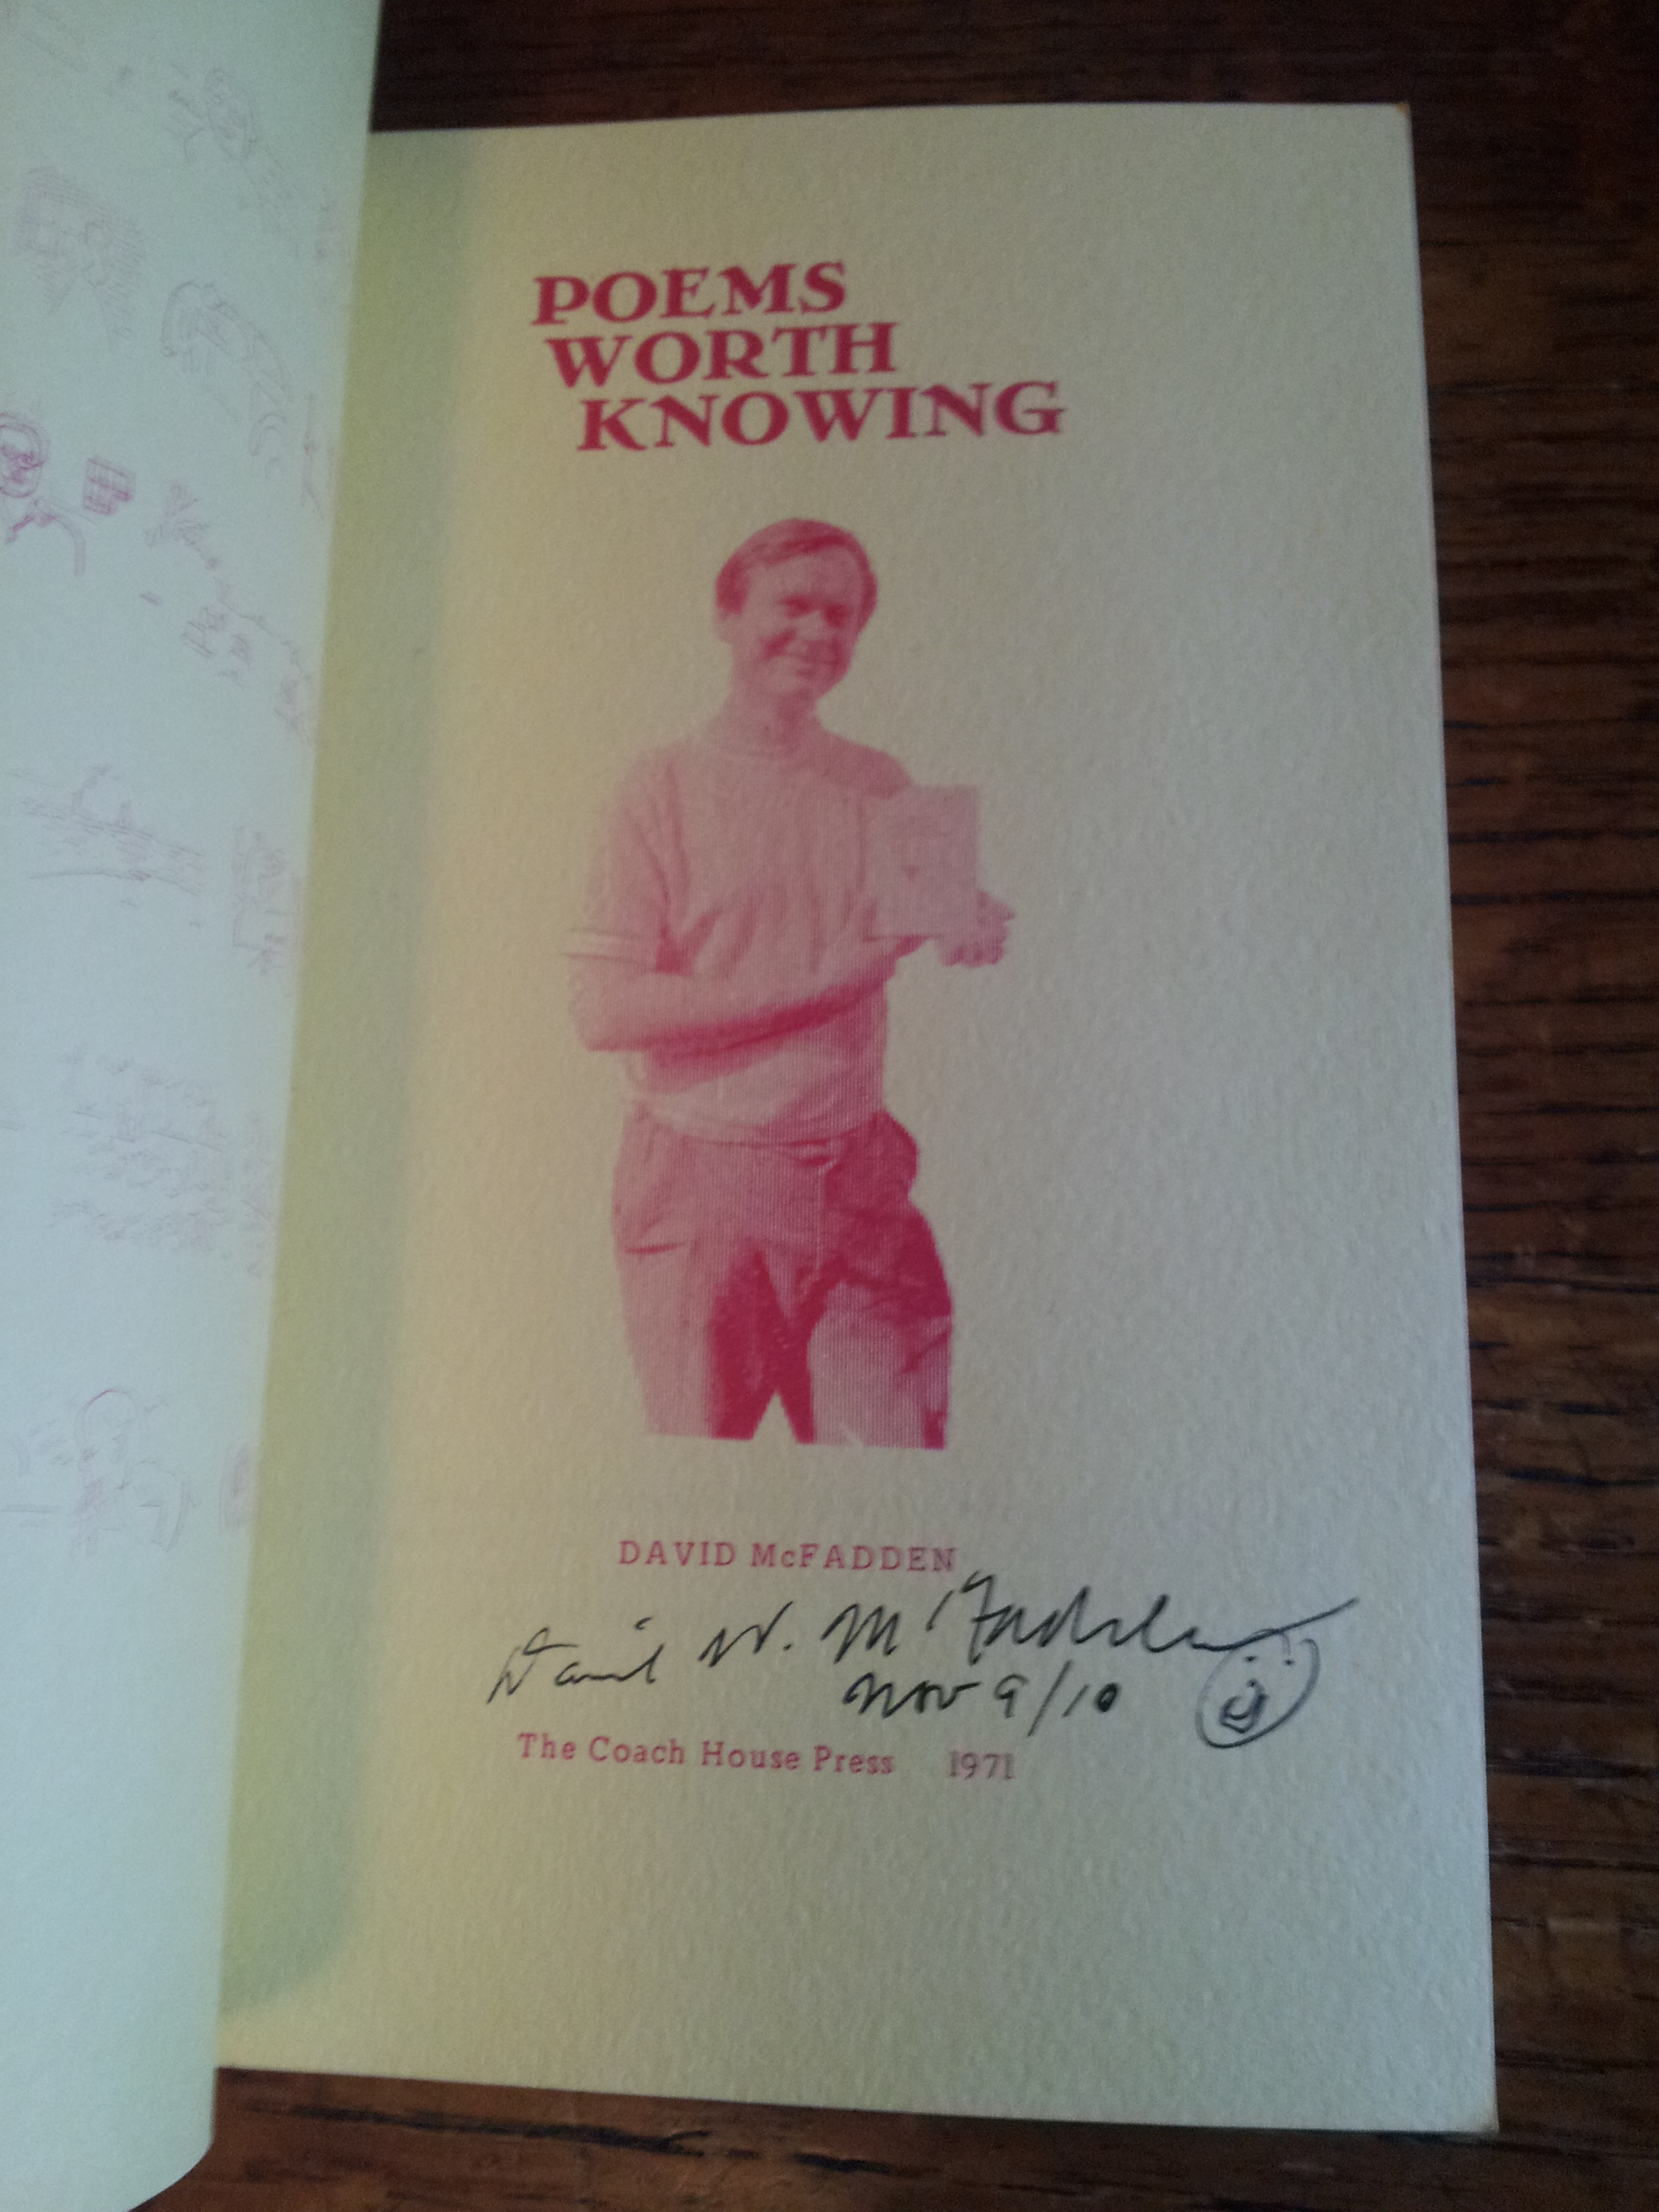 POEMS
WORTH
KNOWING
DAVID McFADDEN
David W. McFadden
Nov 9/10
The Coach House Press 1971